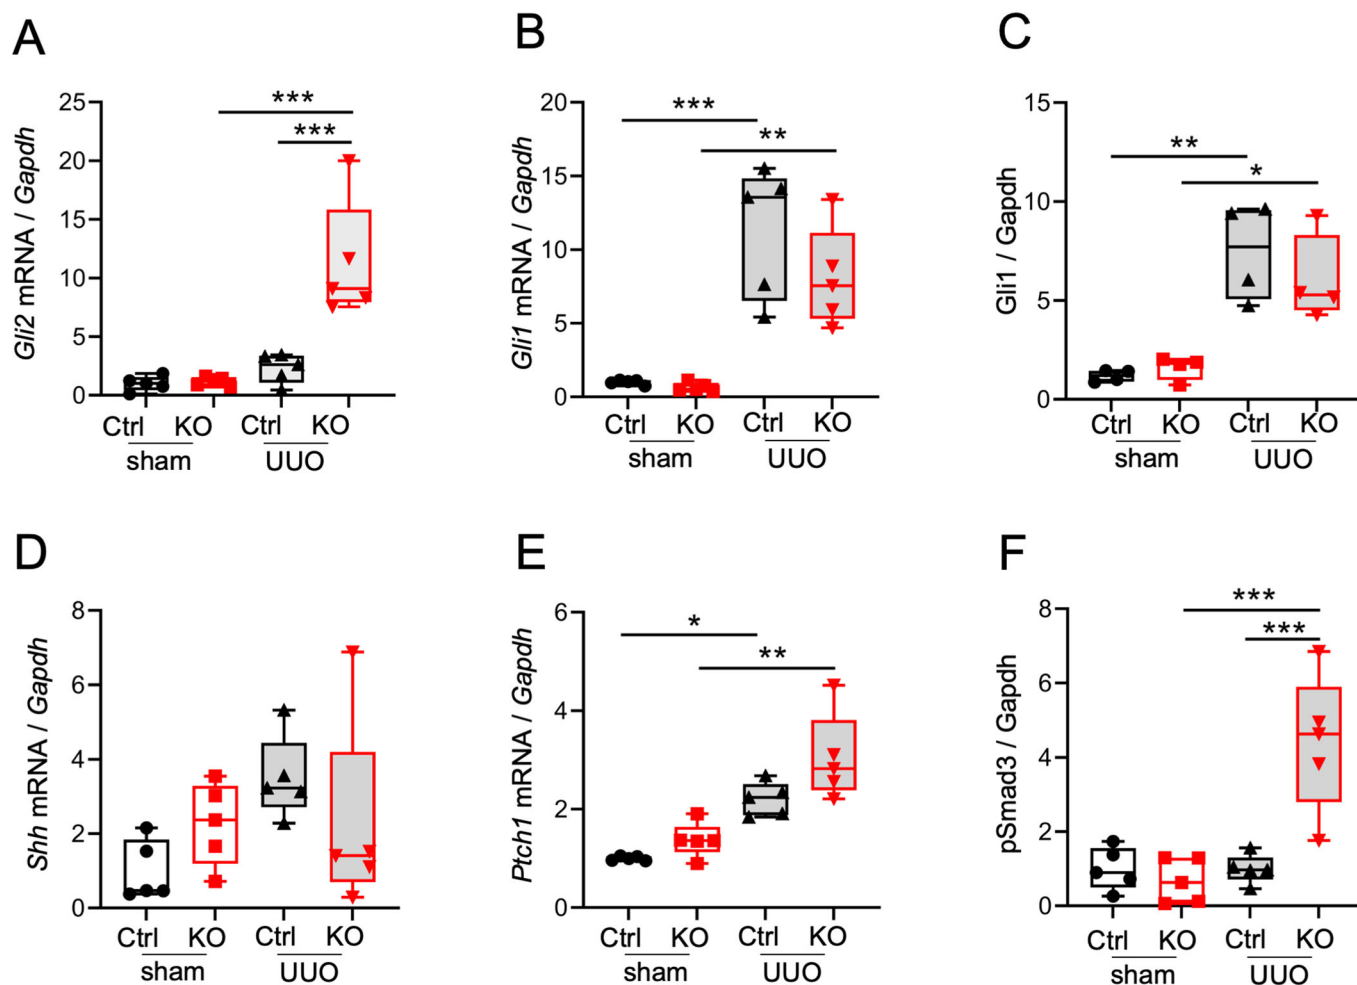 A
Gli2 mRNA / Gapdh
25
20
15
10
5
0
***
***
Ctrl KO Ctrl KO
sham UUO
B
Gli1 mRNA / Gapdh
20
15
10
5
0
***
**
Ctrl KO Ctrl KO
sham UUO
C
Gli1 / Gapdh
15
10
5
0
**
*
Ctrl KO Ctrl KO
sham UUO
D
Shh mRNA / Gapdh
8
6
4
2
0
Ctrl KO Ctrl KO
sham UUO
E
Ptch1 mRNA / Gapdh
6
4
2
0
*
**
Ctrl KO Ctrl KO
sham UUO
F
pSmad3 / Gapdh
8
6
4
2
0
***
***
Ctrl KO Ctrl KO
sham UUO